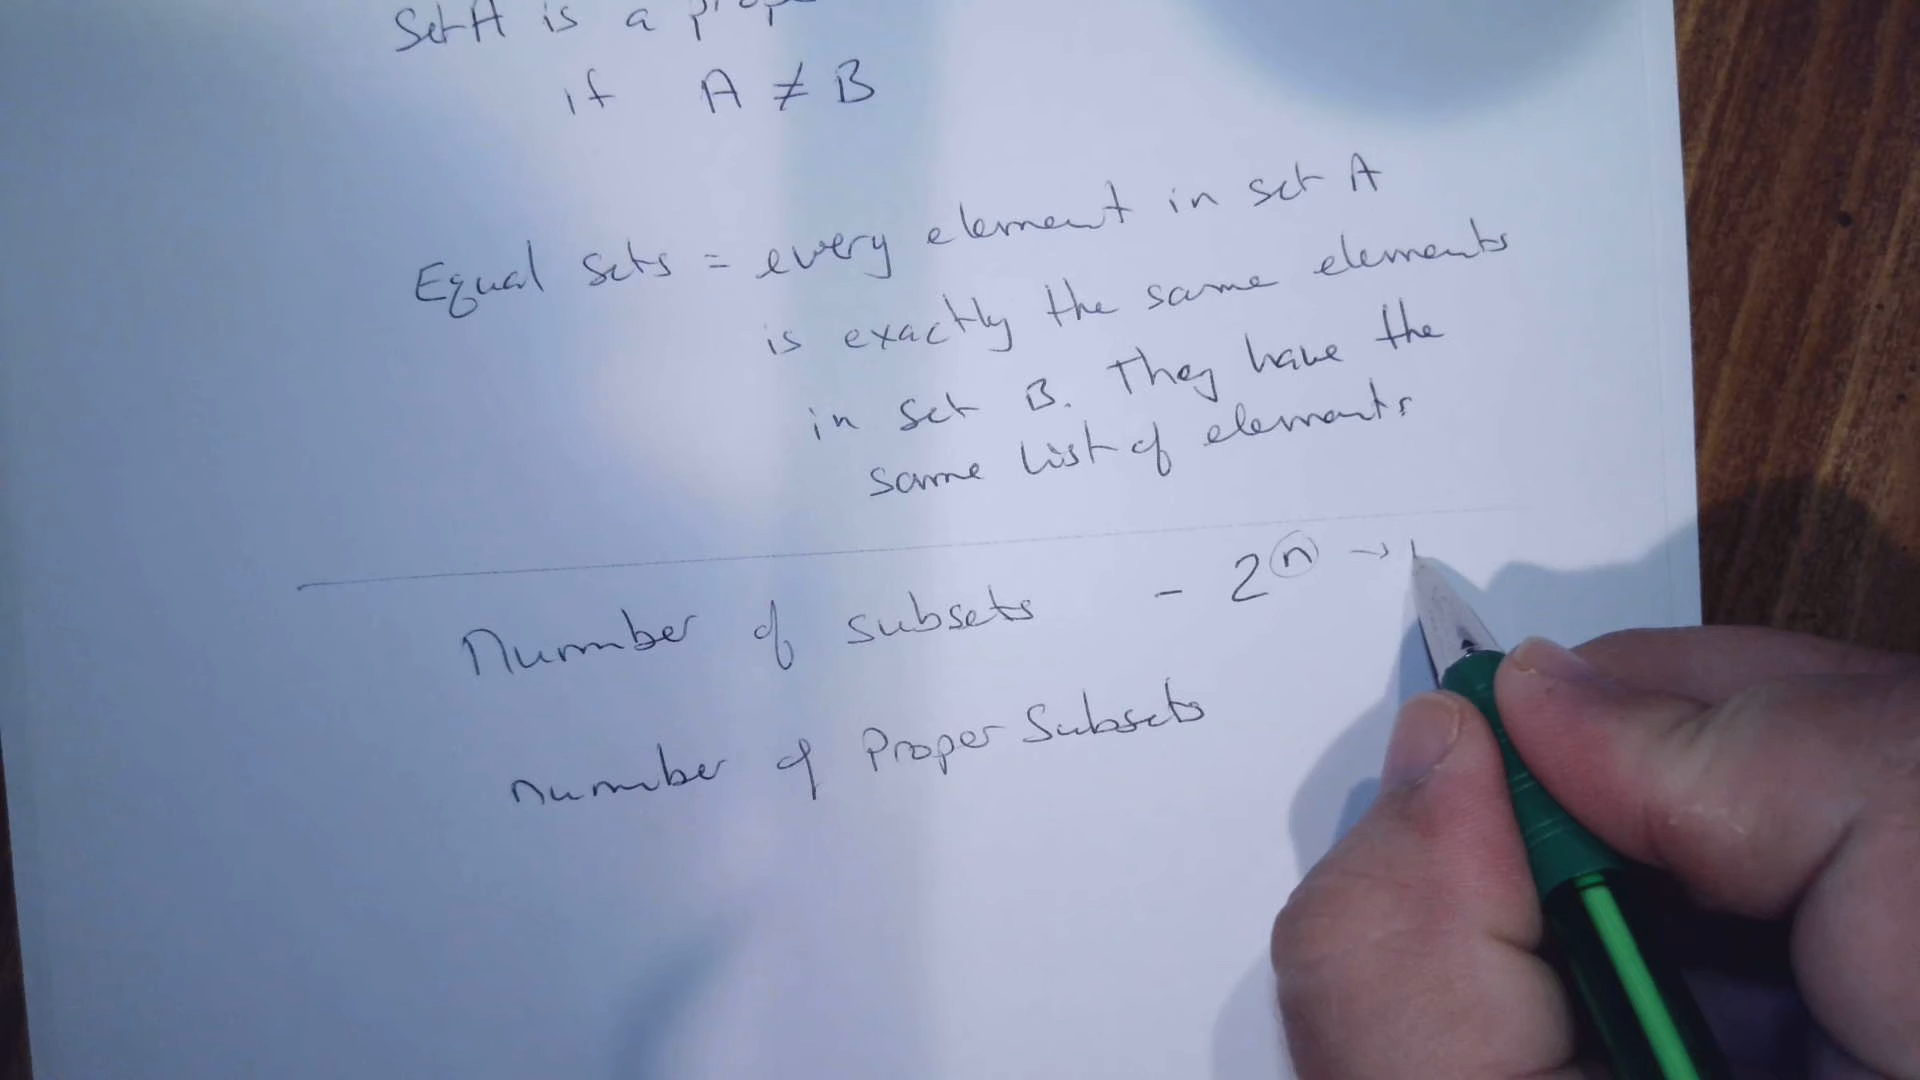 Set A is a
if A ≠ B
Equal sets = every element in set A
is exactly the same elements
in set B. They have the
same list of elements
Number of subsets - 2ⁿ →
number of Proper Subsets